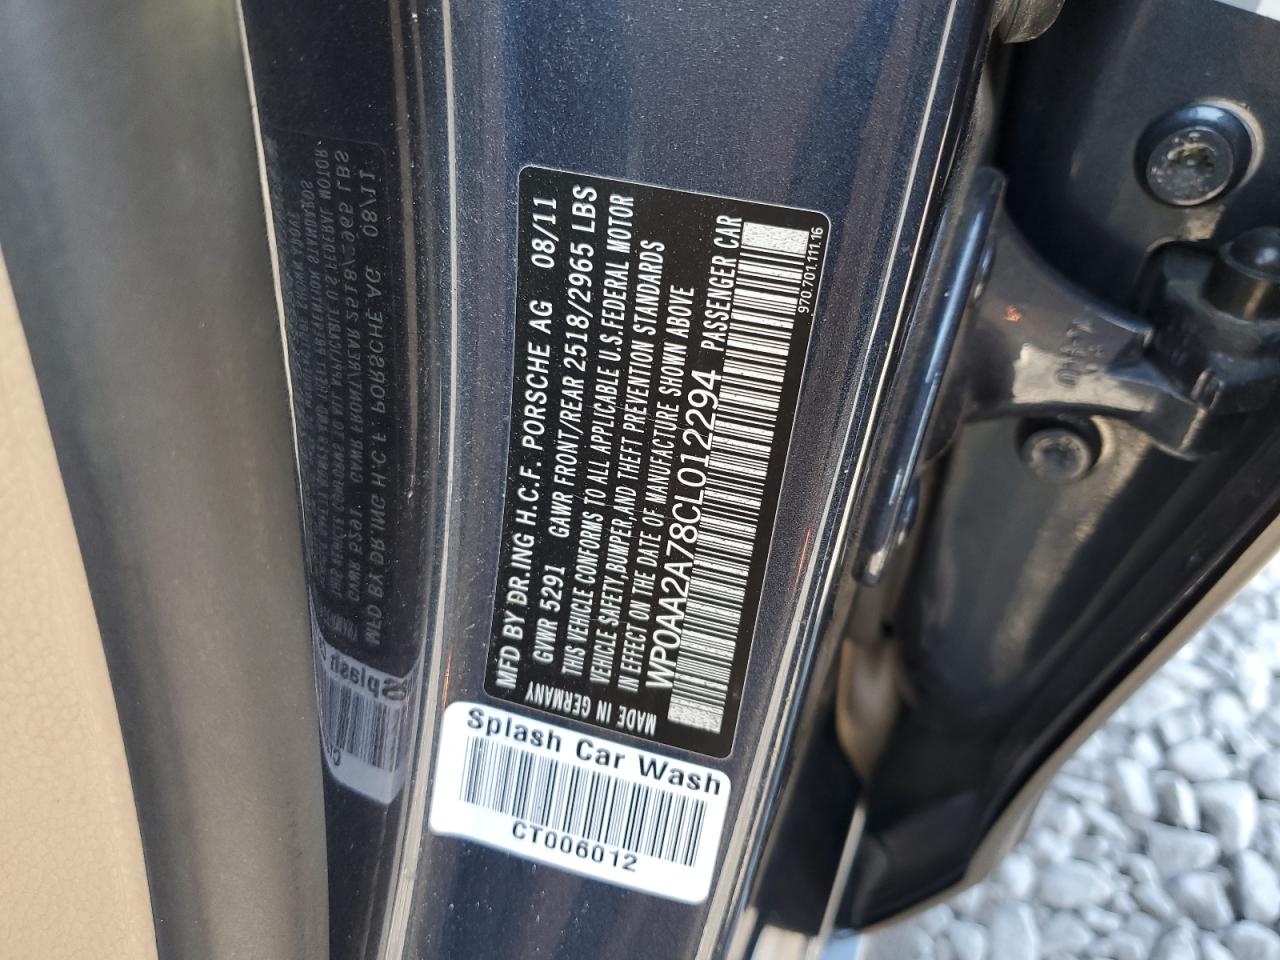 MFD BY DR.ING H.C.F. PORSCHE AG 08/11
GVWR 5291 GAWR FRONT/REAR 2518/2965 LBS
THIS VEHICLE CONFORMS TO ALL APPLICABLE U.S.FEDERAL MOTOR
VEHICLE SAFETY,BUMPER,AND THEFT PREVENTION STANDARDS
IN EFFECT ON THE DATE OF MANUFACTURE SHOWN ABOVE
WP0AA2A78CL012294 PASSENGER CAR
MADE IN GERMANY
970.701.111.16
Splash Car Wash
CT006012